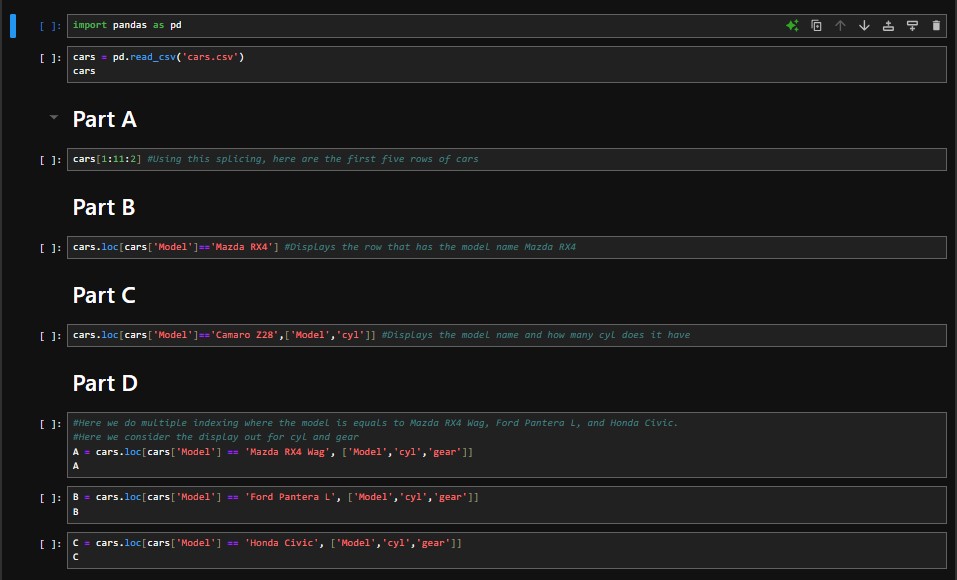 [ ]: import pandas as pd
[ ]: cars = pd.read_csv('cars.csv')
cars
Part A
[ ]: cars[1:11:2] #Using this splicing, here are the first five rows of cars
Part B
[ ]: cars.loc[cars['Model']=='Mazda RX4'] #Displays the row that has the model name Mazda RX4
Part C
[ ]: cars.loc[cars['Model']=='Camaro Z28',['Model','cyl']] #Displays the model name and how many cyl does it have
Part D
[ ]: #Here we do multiple indexing where the model is equals to Mazda RX4 Wag, Ford Pantera L, and Honda Civic.
#Here we consider the display out for cyl and gear
A = cars.loc[cars['Model'] == 'Mazda RX4 Wag', ['Model','cyl','gear']]
A
[ ]: B = cars.loc[cars['Model'] == 'Ford Pantera L', ['Model','cyl','gear']]
B
[ ]: C = cars.loc[cars['Model'] == 'Honda Civic', ['Model','cyl','gear']]
C